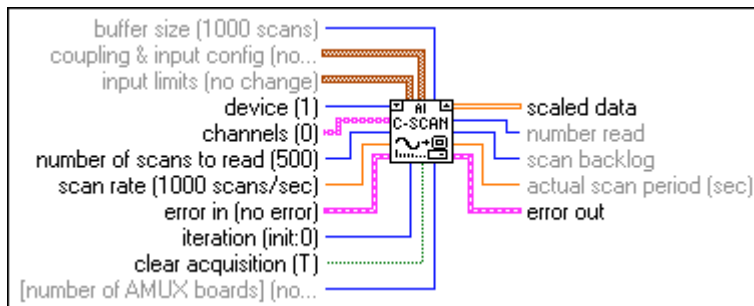 buffer size (1000 scans)
coupling & input config (no...
input limits (no change)
device (1)
channels (0)
number of scans to read (500)
scan rate (1000 scans/sec)
error in (no error)
iteration (init:0)
clear acquisition (T)
[number of AMUX boards] (no...
AI
C-SCAN
scaled data
number read
scan backlog
actual scan period (sec)
error out